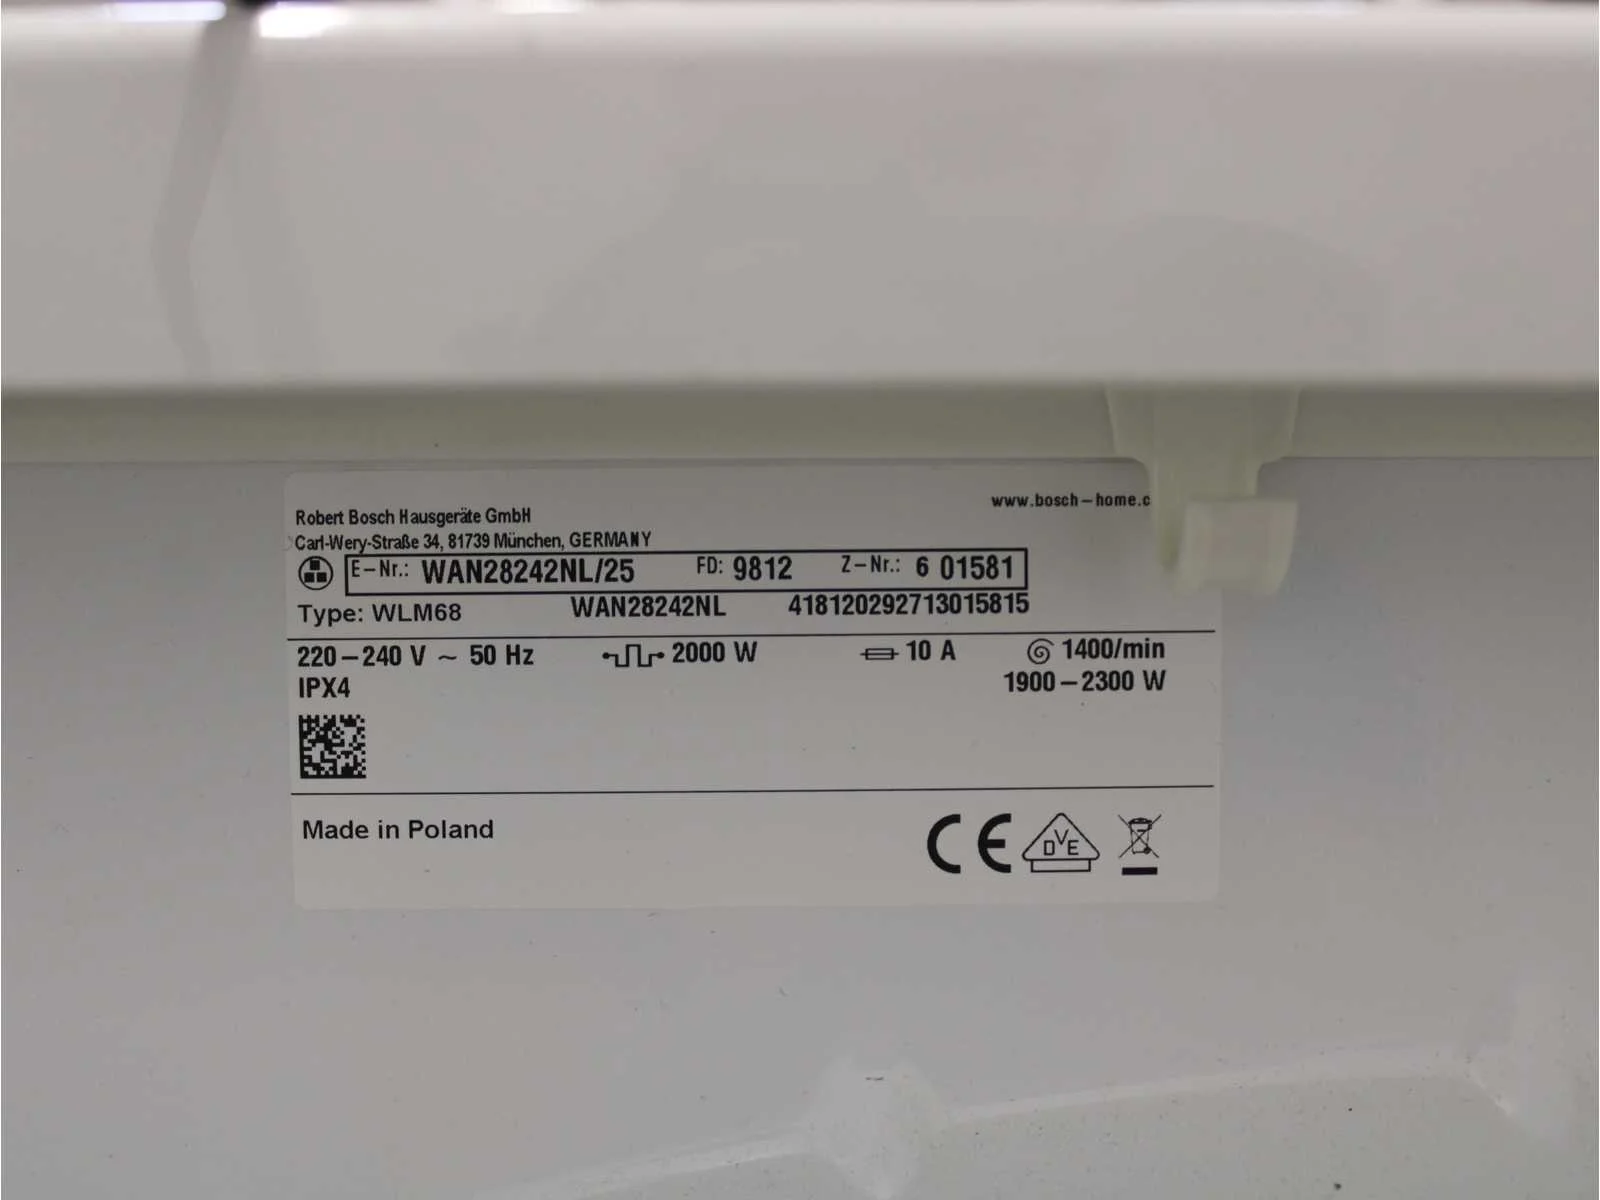 Robert Bosch Hausgeräte GmbH
www.bosch-home.c
Carl-Wery-Straße 34, 81739 München, GERMANY
E-Nr.: WAN28242NL/25 FD: 9812 Z-Nr.: 6 01581
Type: WLM68 WAN28242NL 418120292713015815
220-240 V ~ 50 Hz 2000 W 10 A 1400/min
IPX4 1900-2300 W
Made in Poland
CE DVE